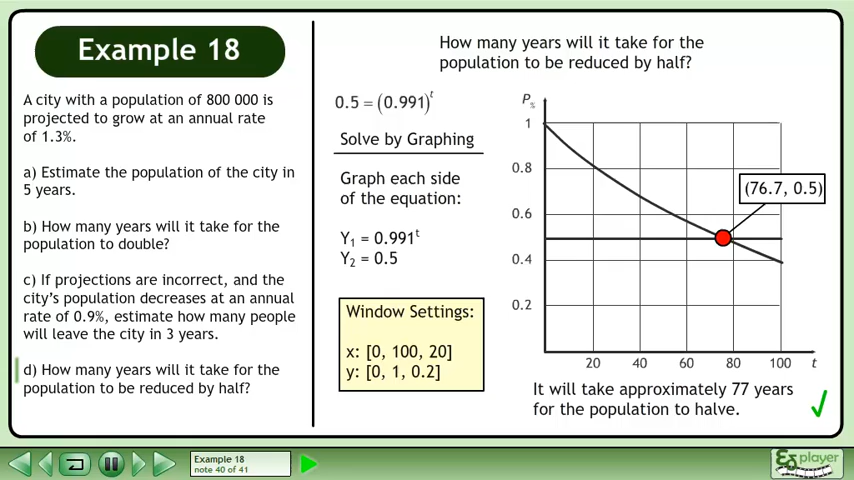 Example 18
A city with a population of 800 000 is
projected to grow at an annual rate
of 1.3%.
a) Estimate the population of the city in
5 years.
b) How many years will it take for the
population to double?
c) If projections are incorrect, and the
city's population decreases at an annual
rate of 0.9%, estimate how many people
will leave the city in 3 years.
d) How many years will it take for the
population to be reduced by half?
How many years will it take for the
population to be reduced by half?
0.5 = (0.991)^t
Solve by Graphing
Graph each side
of the equation:
Y₁ = 0.991^t
Y₂ = 0.5
Window Settings:
x: [0, 100, 20]
y: [0, 1, 0.2]
P%
1
0.8
0.6
0.4
0.2
(76.7, 0.5)
20 40 60 80 100 t
It will take approximately 77 years
for the population to halve. ✓
Example 18
note 40 of 41
player